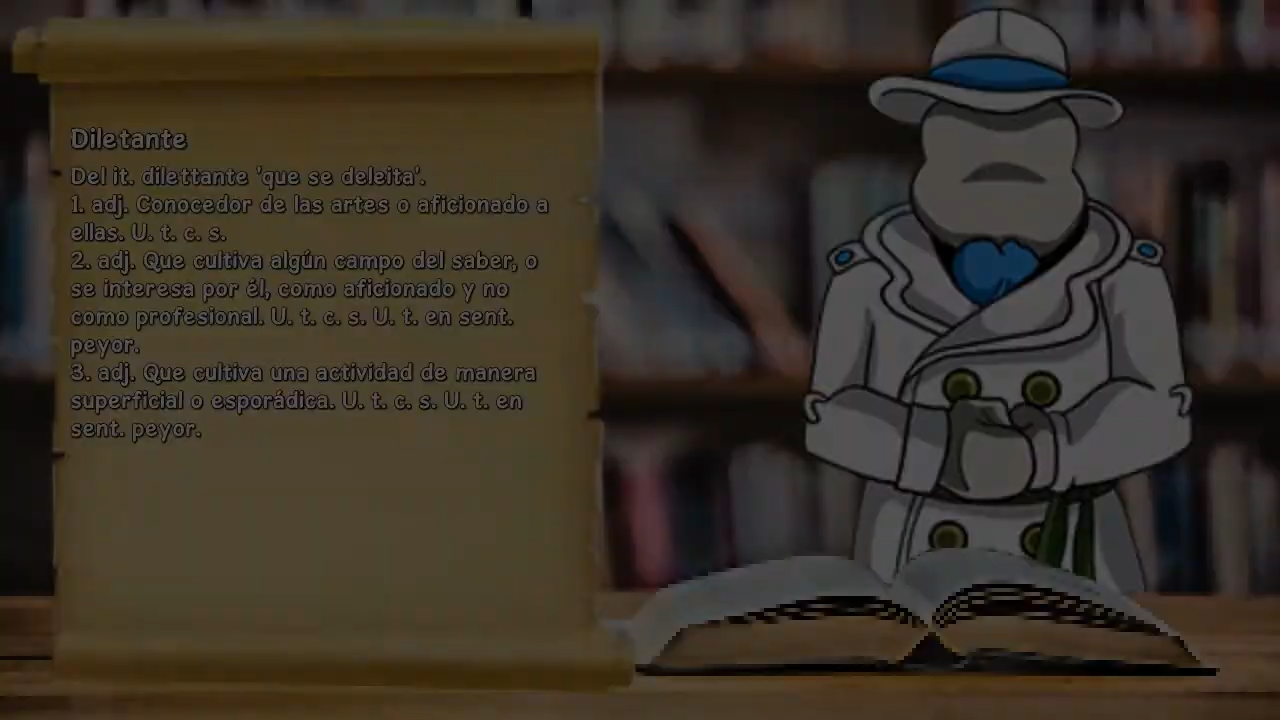 Diletante
Del it. dilettante 'que se deleita'.
1. adj. Conocedor de las artes o aficionado a
ellas. U. t. c. s.
2. adj. Que cultiva algún campo del saber, o
se interesa por él, como aficionado y no
como profesional. U. t. c. s. U. t. en sent.
peyor.
3. adj. Que cultiva una actividad de manera
superficial o esporádica. U. t. c. s. U. t. en
sent. peyor.